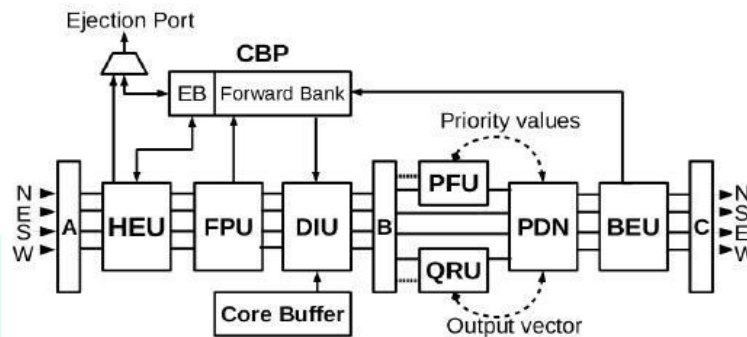 Ejection Port
CBP
EB Forward Bank
Priority values
N
E
S
W
A
HEU
FPU
DIU
B
PFU
QRU
PDN
BEU
C
N
S
E
W
Core Buffer
Output vector